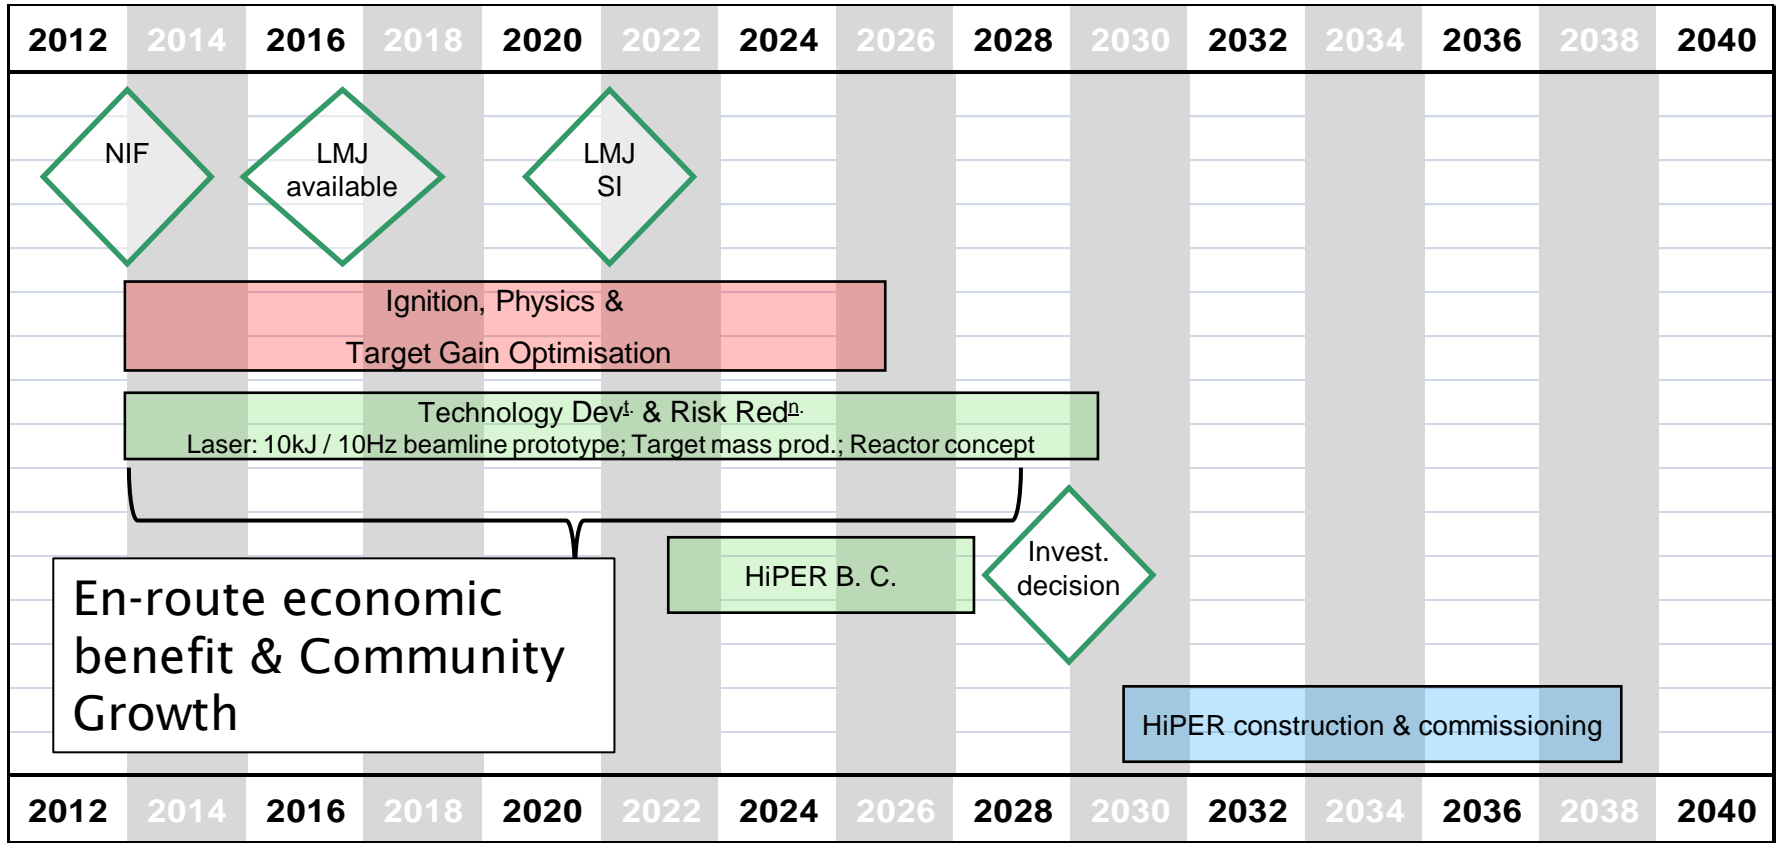 2012 2014 2016 2018 2020 2022 2024 2026 2028 2030 2032 2034 2036 2038 2040
NIF
LMJ
available
LMJ
SI
Ignition, Physics &
Target Gain Optimisation
Technology Devt. & Risk Redn.
Laser: 10kJ / 10Hz beamline prototype; Target mass prod.; Reactor concept
En-route economic
benefit & Community
Growth
HiPER B. C.
Invest.
decision
HiPER construction & commissioning
2012 2014 2016 2018 2020 2022 2024 2026 2028 2030 2032 2034 2036 2038 2040